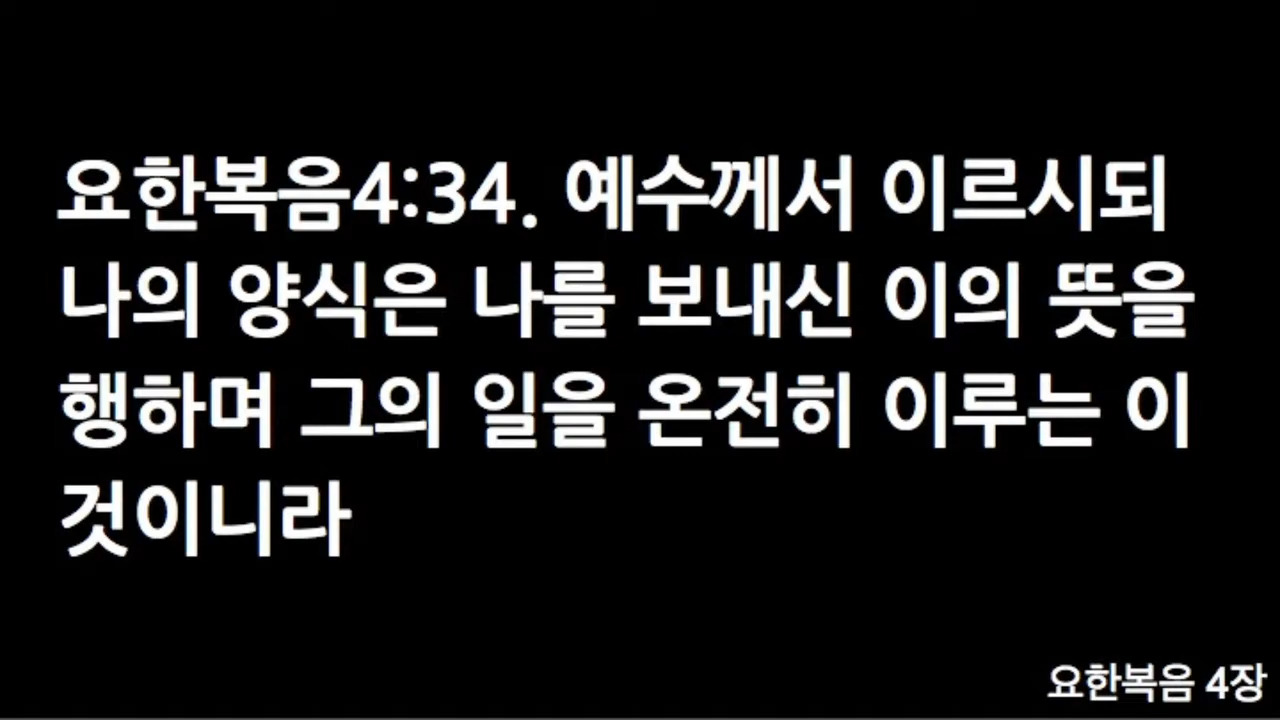 요한복음4:34. 예수께서 이르시되
나의 양식은 나를 보내신 이의 뜻을
행하며 그의 일을 온전히 이루는 이
것이니라
요한복음 4장